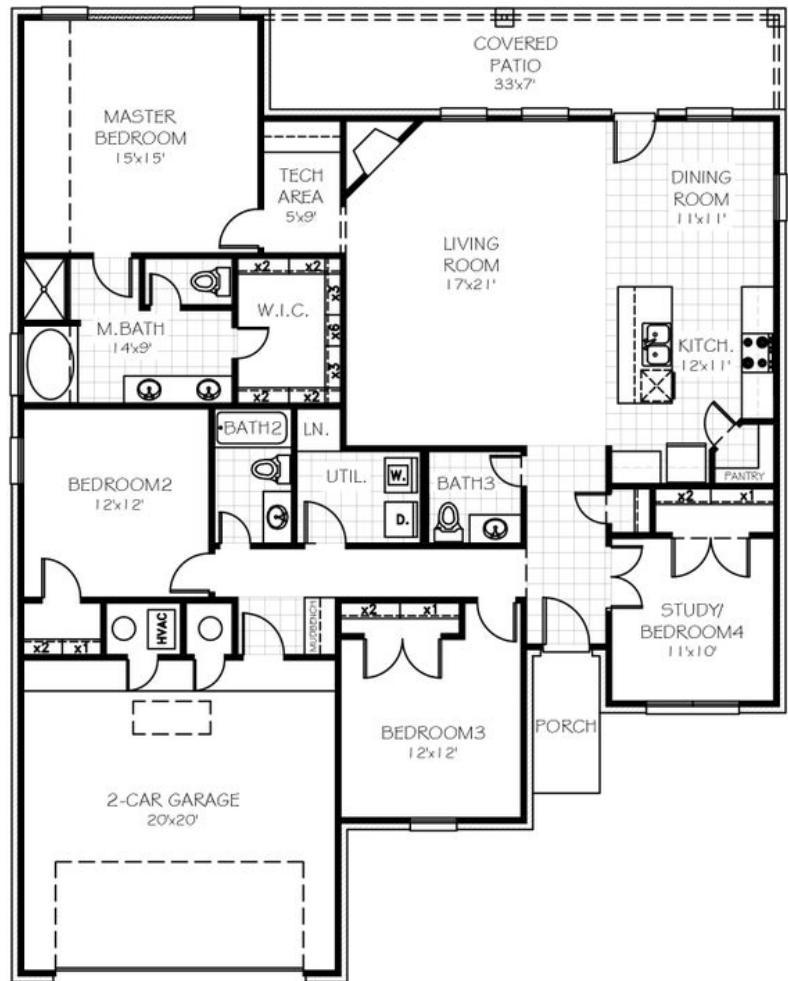 COVERED
PATIO
33'x7'
MASTER
BEDROOM
15'x15'
TECH
AREA
5'x9'
DINING
ROOM
11'x11'
LIVING
ROOM
17'x21'
x2 x2
x3
x6
x3
W.I.C.
x2 x2
M.BATH
14'x9'
KITCH.
12'x11'
PANTRY
BATH2
LN.
UTIL.
W.
D.
BATH3
BEDROOM2
12'x12'
x2 x1
x2 x1
HVAC
MUDBENCH
x2 x1
STUDY/
BEDROOM4
11'x10'
BEDROOM3
12'x12'
PORCH
2-CAR GARAGE
20'x20'